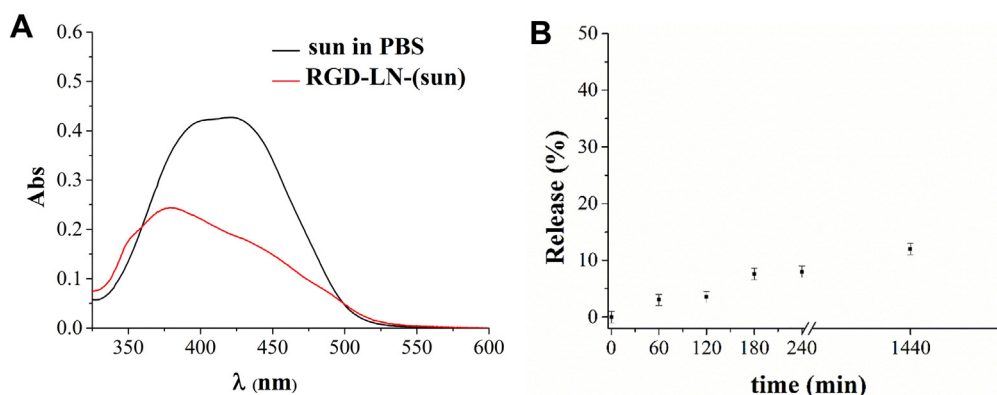 A
sun in PBS
RGD-LN-(sun)
0.6
0.5
0.4
0.3
0.2
0.1
0.0
Abs
350 400 450 500 550 600
λ (nm)
B
50
40
30
20
10
0
Release (%)
0 60 120 180 240 1440
time (min)